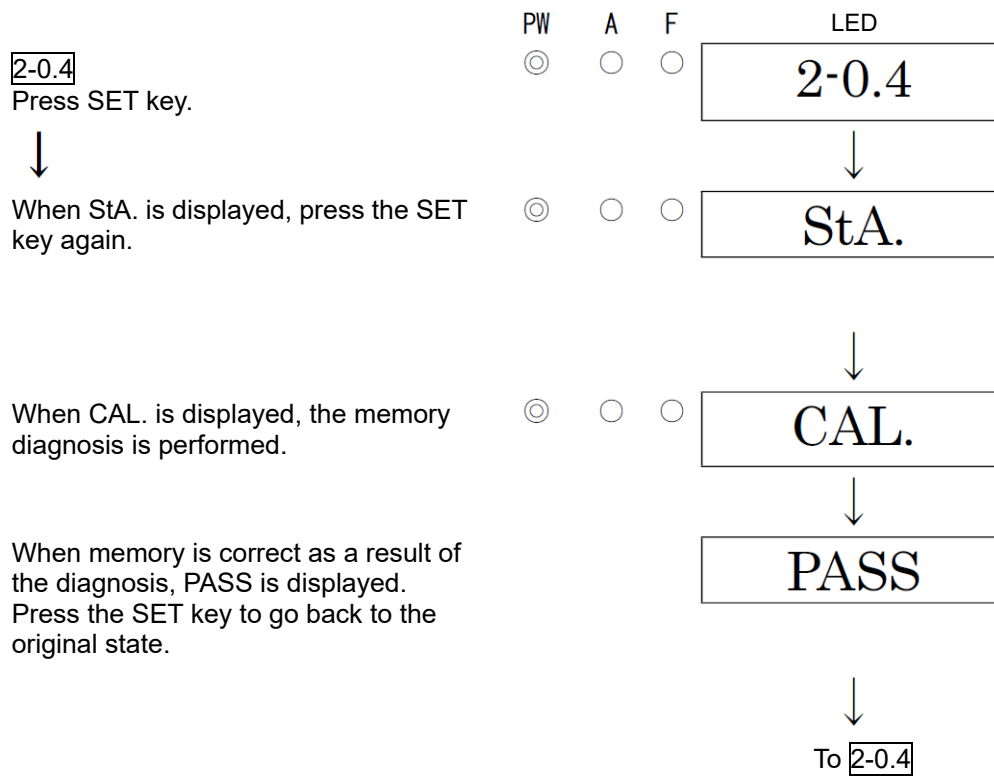 PW A F LED
2-0.4
2-0.4
Press SET key.
When StA. is displayed, press the SET
key again.
StA.
When CAL. is displayed, the memory
diagnosis is performed.
CAL.
When memory is correct as a result of
the diagnosis, PASS is displayed.
Press the SET key to go back to the
original state.
PASS
To 2-0.4